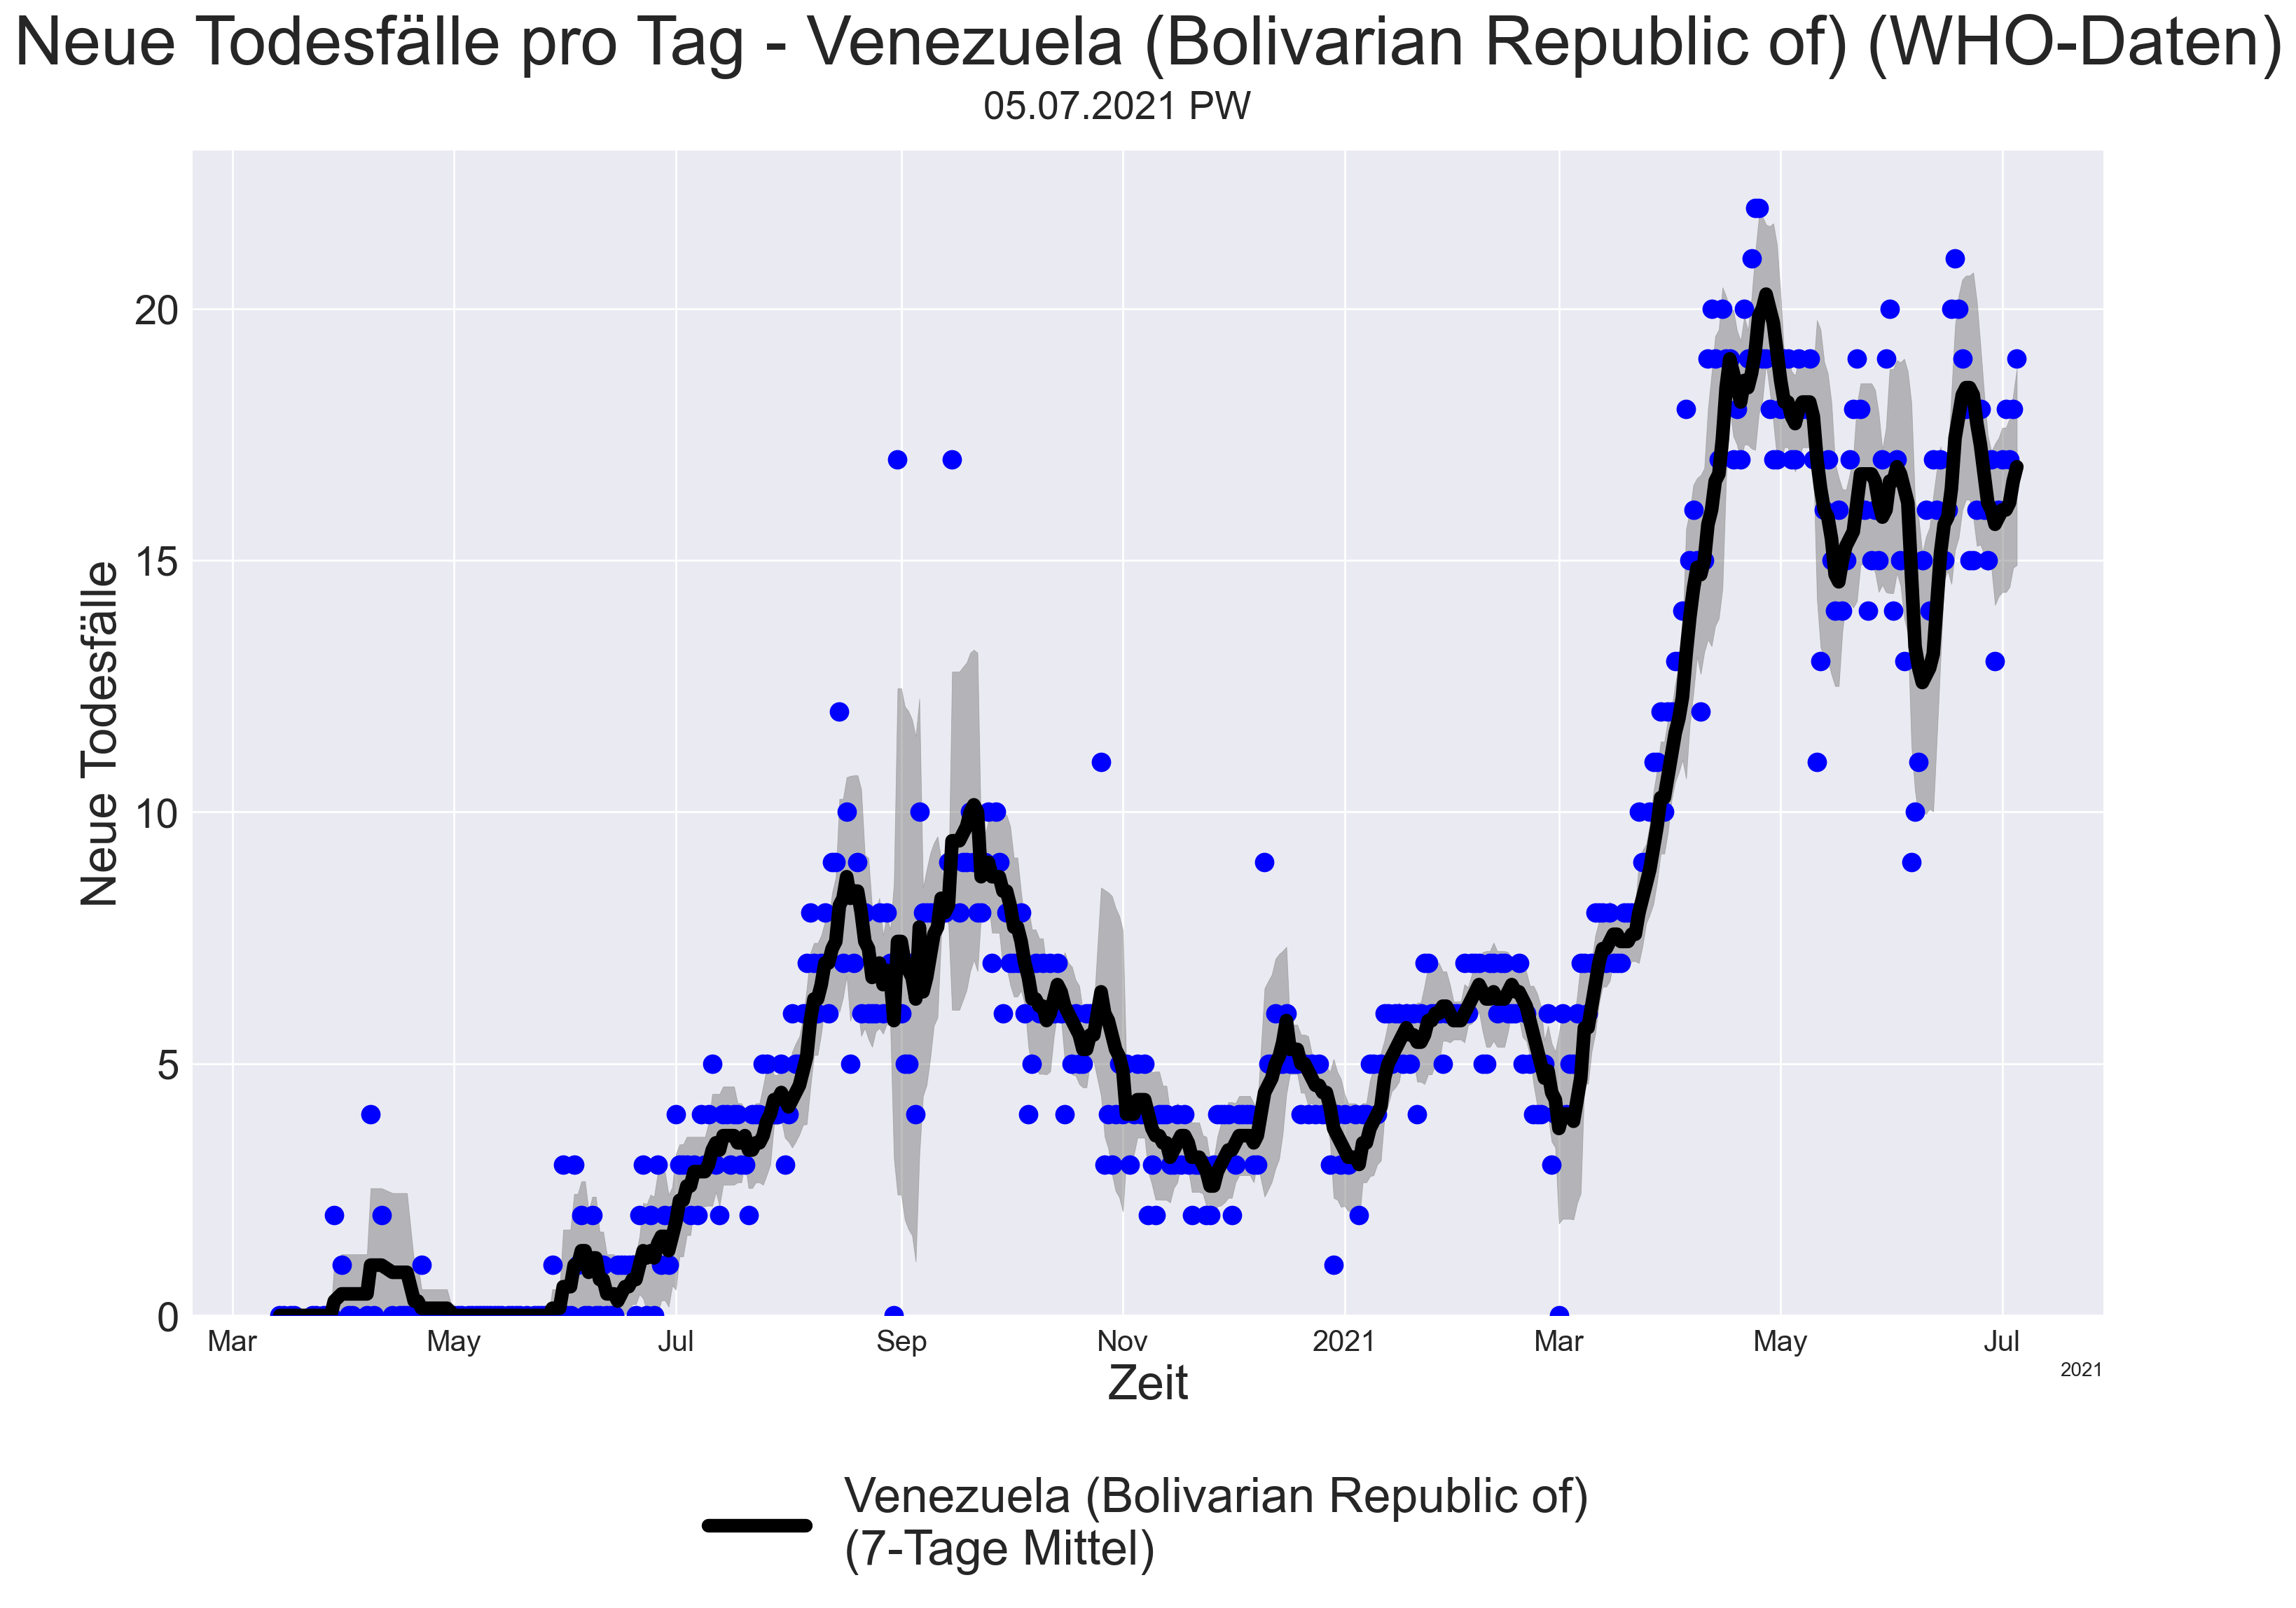 Neue Todesfälle pro Tag - Venezuela (Bolivarian Republic of) (WHO-Daten)
05.07.2021 PW
Neue Todesfälle
20
15
10
5
0
Mar
May
Jul
Sep
Nov
2021
Mar
May
Jul
2021
Zeit
Venezuela (Bolivarian Republic of)
(7-Tage Mittel)